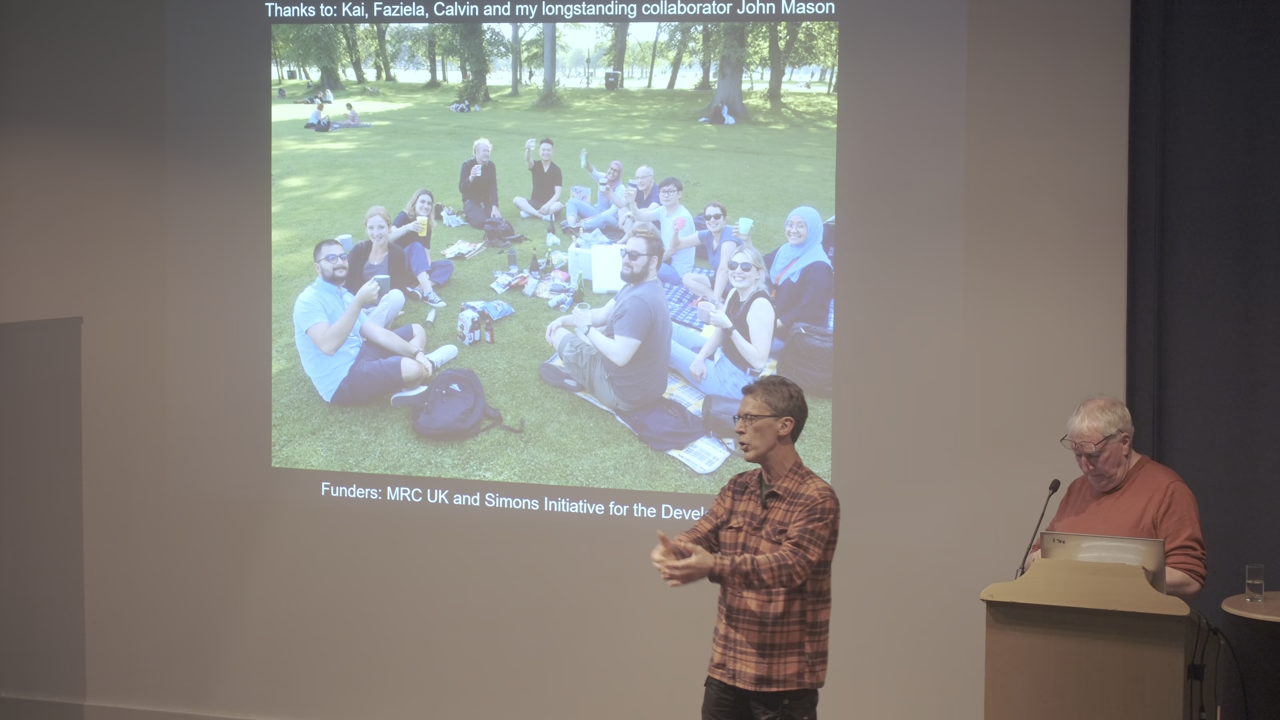 Thanks to: Kai, Faziela, Calvin and my longstanding collaborator John Mason
Funders: MRC UK and Simons Initiative for the Devel